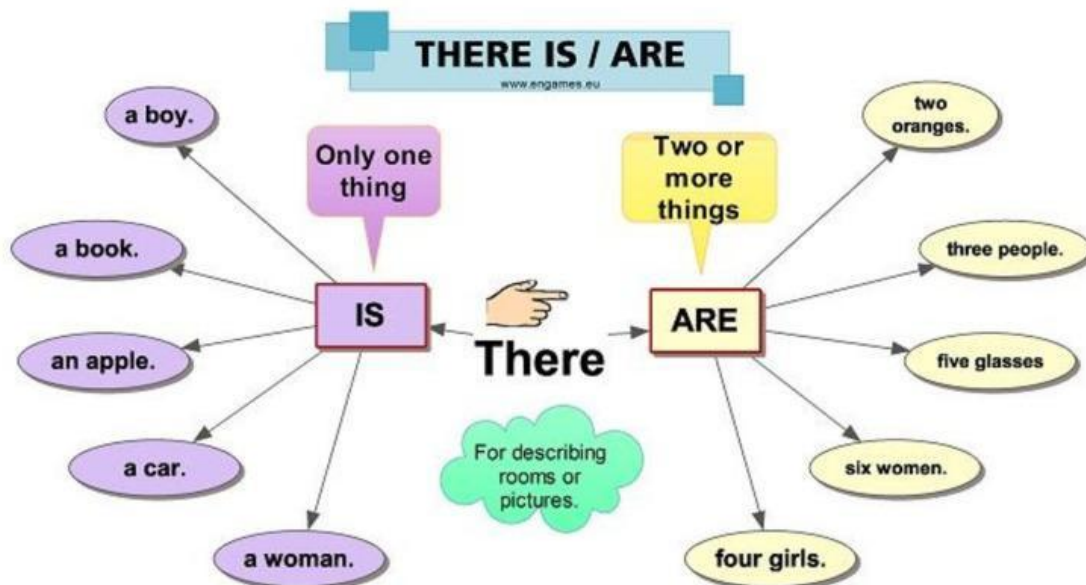 THERE IS / ARE
www.engames.eu
a boy.
Only one
thing
Two or
more
things
two
oranges.
a book.
three people.
IS
ARE
There
an apple.
five glasses
a car.
For describing
rooms or
pictures.
six women.
a woman.
four girls.